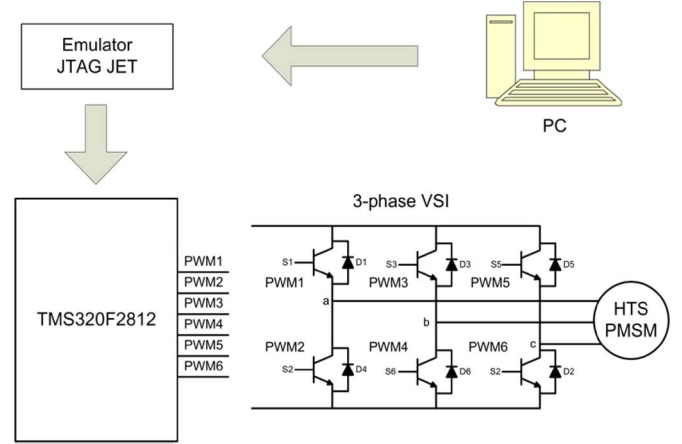 Emulator
JTAG JET
PC
3-phase VSI
TMS320F2812
PWM1
PWM2
PWM3
PWM4
PWM5
PWM6
S1
D1
S3
D3
S5
D5
PWM1
PWM3
PWM5
a
b
c
HTS
PMSM
PWM2
PWM4
PWM6
S2
D4
S6
D6
S2
D2